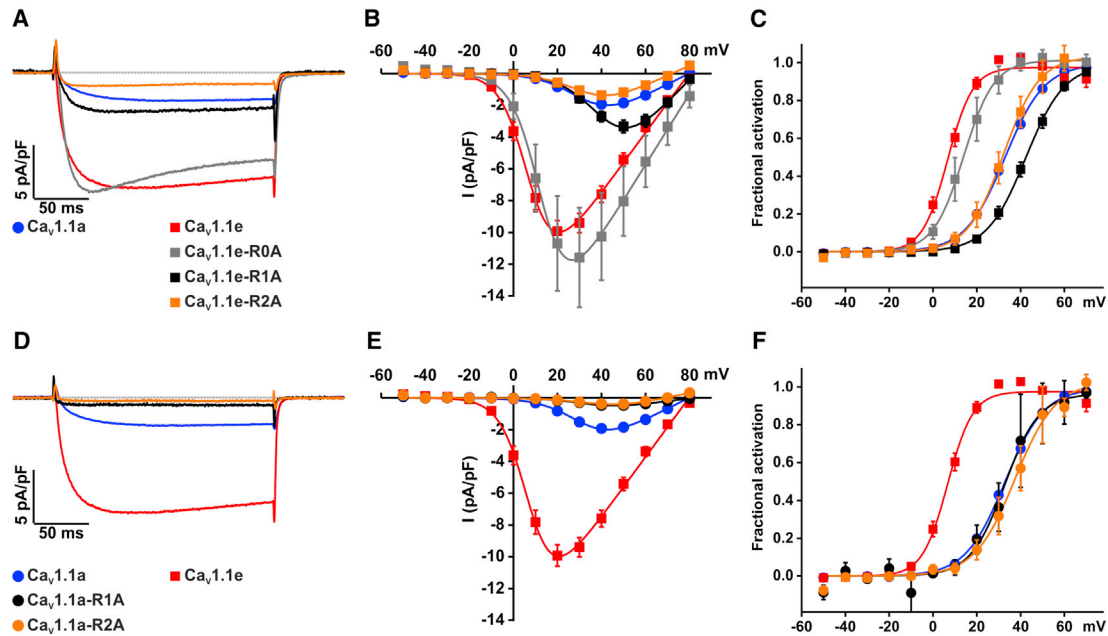 A
5 pA/pF
50 ms
Cav1.1a
Cav1.1e
Cav1.1e-R0A
Cav1.1e-R1A
Cav1.1e-R2A
B
-60 -40 -20 0 20 40 60 80 mV
-2
-4
-6
-8
-10
-12
-14
I (pA/pF)
C
1.0
0.8
0.6
0.4
0.2
0.0
Fractional activation
-60 -40 -20 0 20 40 60 mV
D
5 pA/pF
50 ms
Cav1.1a
Cav1.1e
Cav1.1a-R1A
Cav1.1a-R2A
E
-60 -40 -20 0 20 40 60 80 mV
-2
-4
-6
-8
-10
-12
-14
I (pA/pF)
F
1.0
0.8
0.6
0.4
0.2
0.0
Fractional activation
-60 -40 -20 0 20 40 60 mV